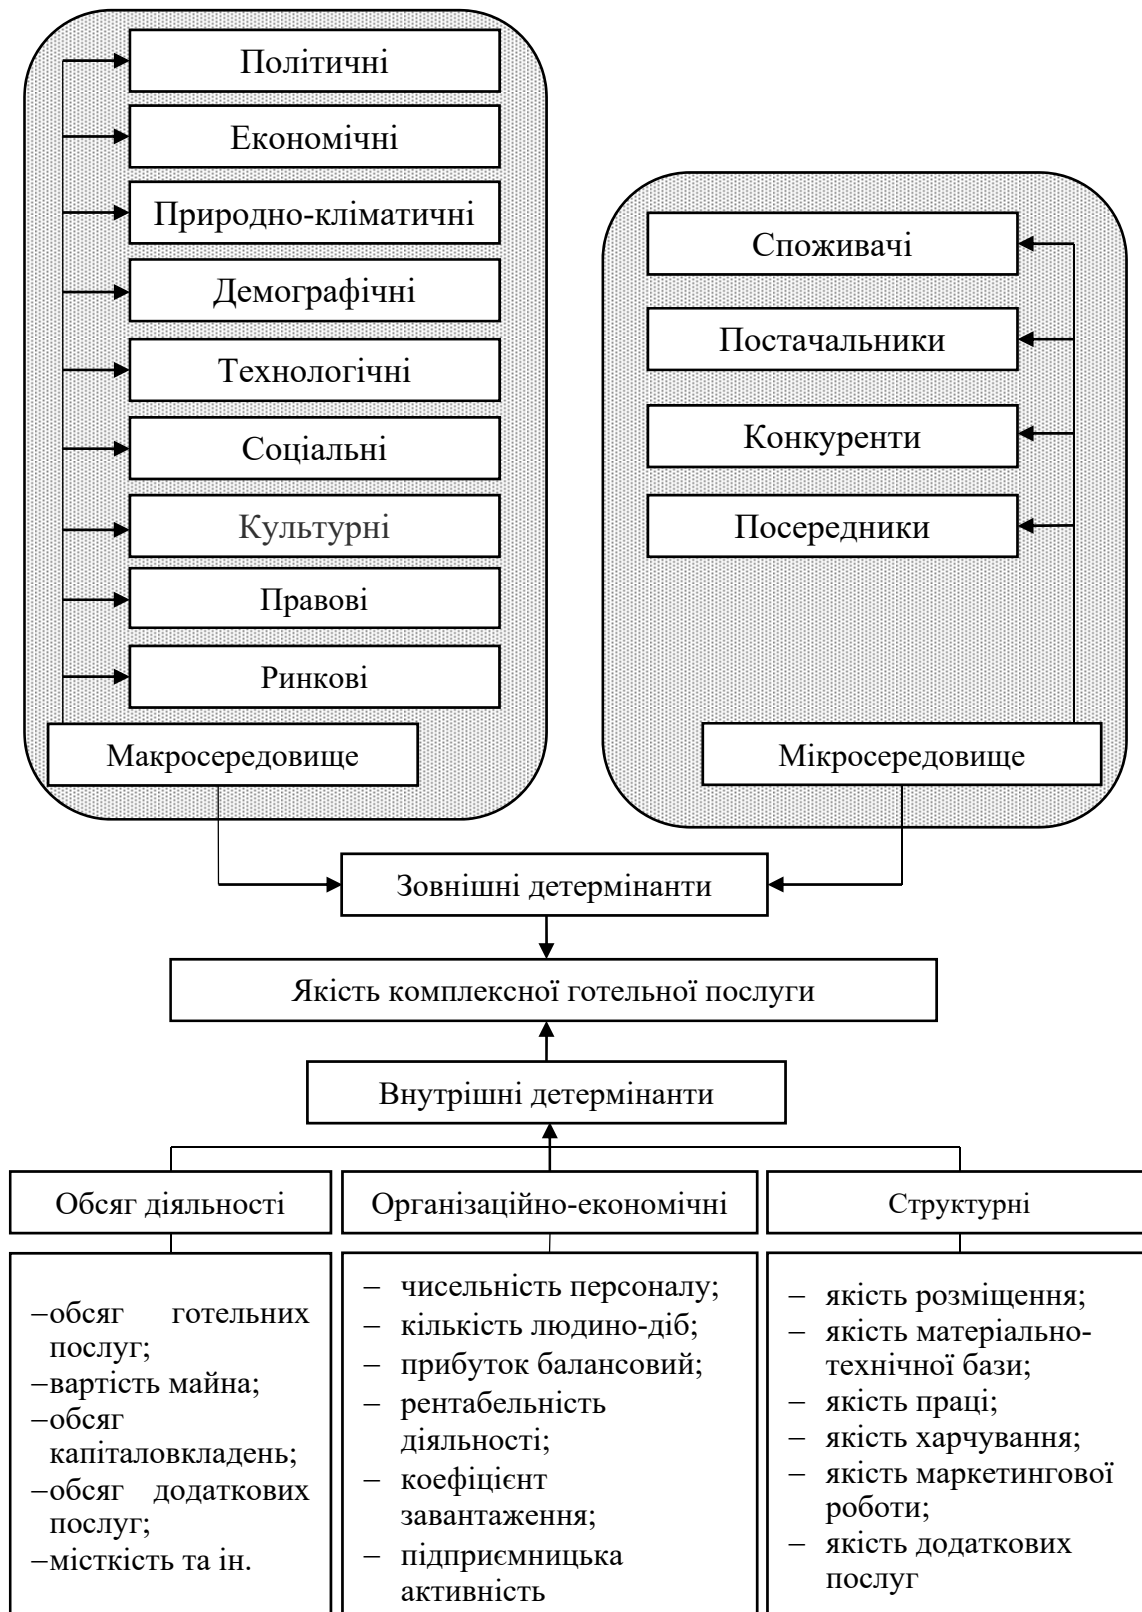 Політичні
Економічні
Природно-кліматичні
Демографічні
Технологічні
Соціальні
Культурні
Правові
Ринкові
Макросередовище
Споживачі
Постачальники
Конкуренти
Посередники
Мікросередовище
Зовнішні детермінанти
Якість комплексної готельної послуги
Внутрішні детермінанти
Обсяг діяльності
–обсяг готельних
послуг;
–вартість майна;
–обсяг
капіталовкладень;
–обсяг додаткових
послуг;
–місткість та ін.
Організаційно-економічні
– чисельність персоналу;
– кількість людино-діб;
– прибуток балансовий;
– рентабельність
діяльності;
– коефіцієнт
завантаження;
– підприємницька
активність
Структурні
– якість розміщення;
– якість матеріально-
технічної бази;
– якість праці;
– якість харчування;
– якість маркетингової
роботи;
– якість додаткових
послуг